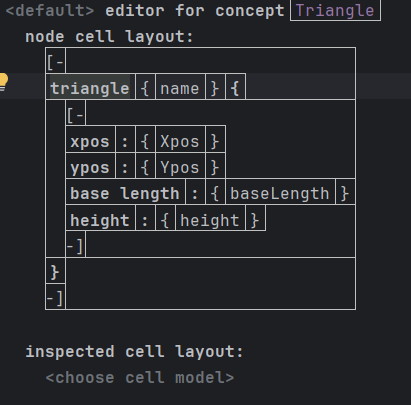 <default> editor for concept Triangle
node cell layout:
[-
triangle { name } {
[-
xpos : { Xpos }
ypos : { Ypos }
base length : { baseLength }
height : { height }
-]
}
-]
inspected cell layout:
<choose cell model>